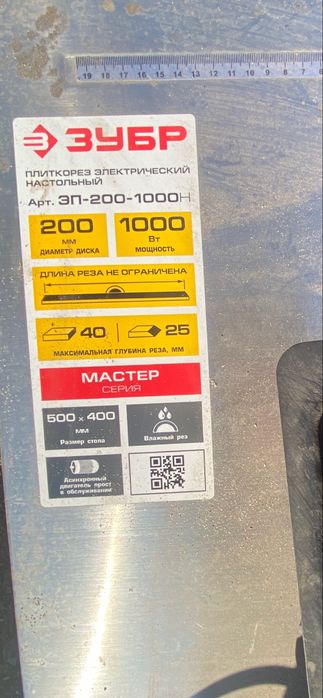 19 18 17 16 15 14 13 12 11 10 9 8 7 6
ЗУБР
ПЛИТКОРЕЗ ЭЛЕКТРИЧЕСКИЙ
НАСТОЛЬНЫЙ
Арт. ЭП-200-1000Н
200
мм
ДИАМЕТР ДИСКА
1000
Вт
МОЩНОСТЬ
ДЛИНА РЕЗА НЕ ОГРАНИЧЕНА
40
25
МАКСИМАЛЬНАЯ ГЛУБИНА РЕЗА, ММ
МАСТЕР
СЕРИЯ
500 x 400
мм
Размер стола
Влажный рез
Асинхронный
двигатель прост
в обслуживании